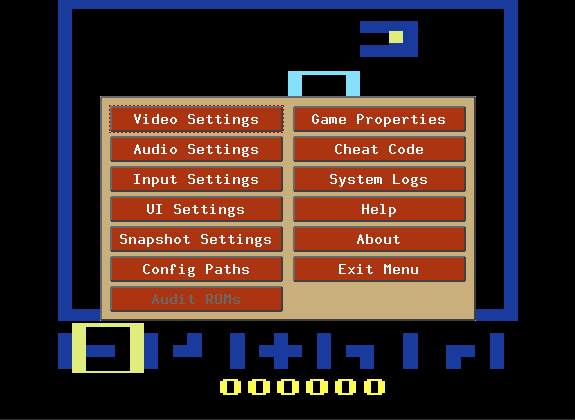 Video Settings
Game Properties
Audio Settings
Cheat Code
Input Settings
System Logs
UI Settings
Help
Snapshot Settings
About
Config Paths
Exit Menu
Audit ROMs
000000